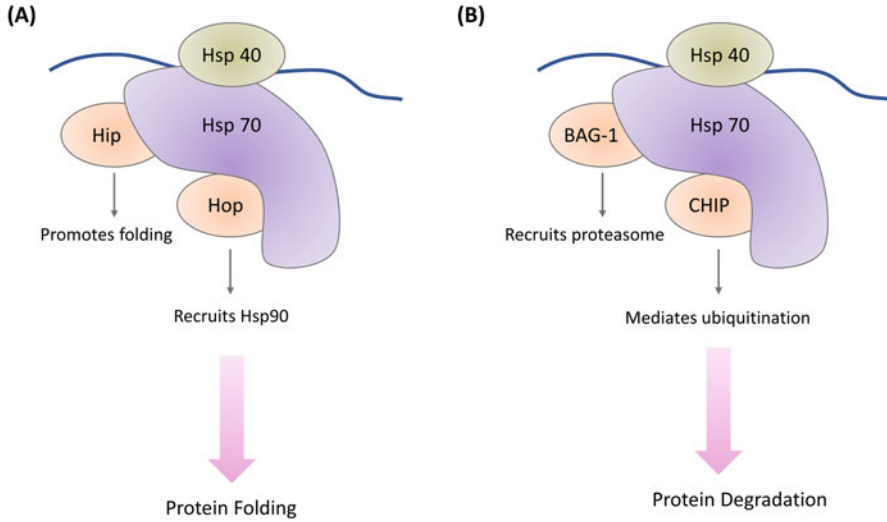 (A)
Hsp 40
Hsp 70
Hip
Hop
Promotes folding
Recruits Hsp90
Protein Folding
(B)
Hsp 40
Hsp 70
BAG-1
CHIP
Recruits proteasome
Mediates ubiquitination
Protein Degradation